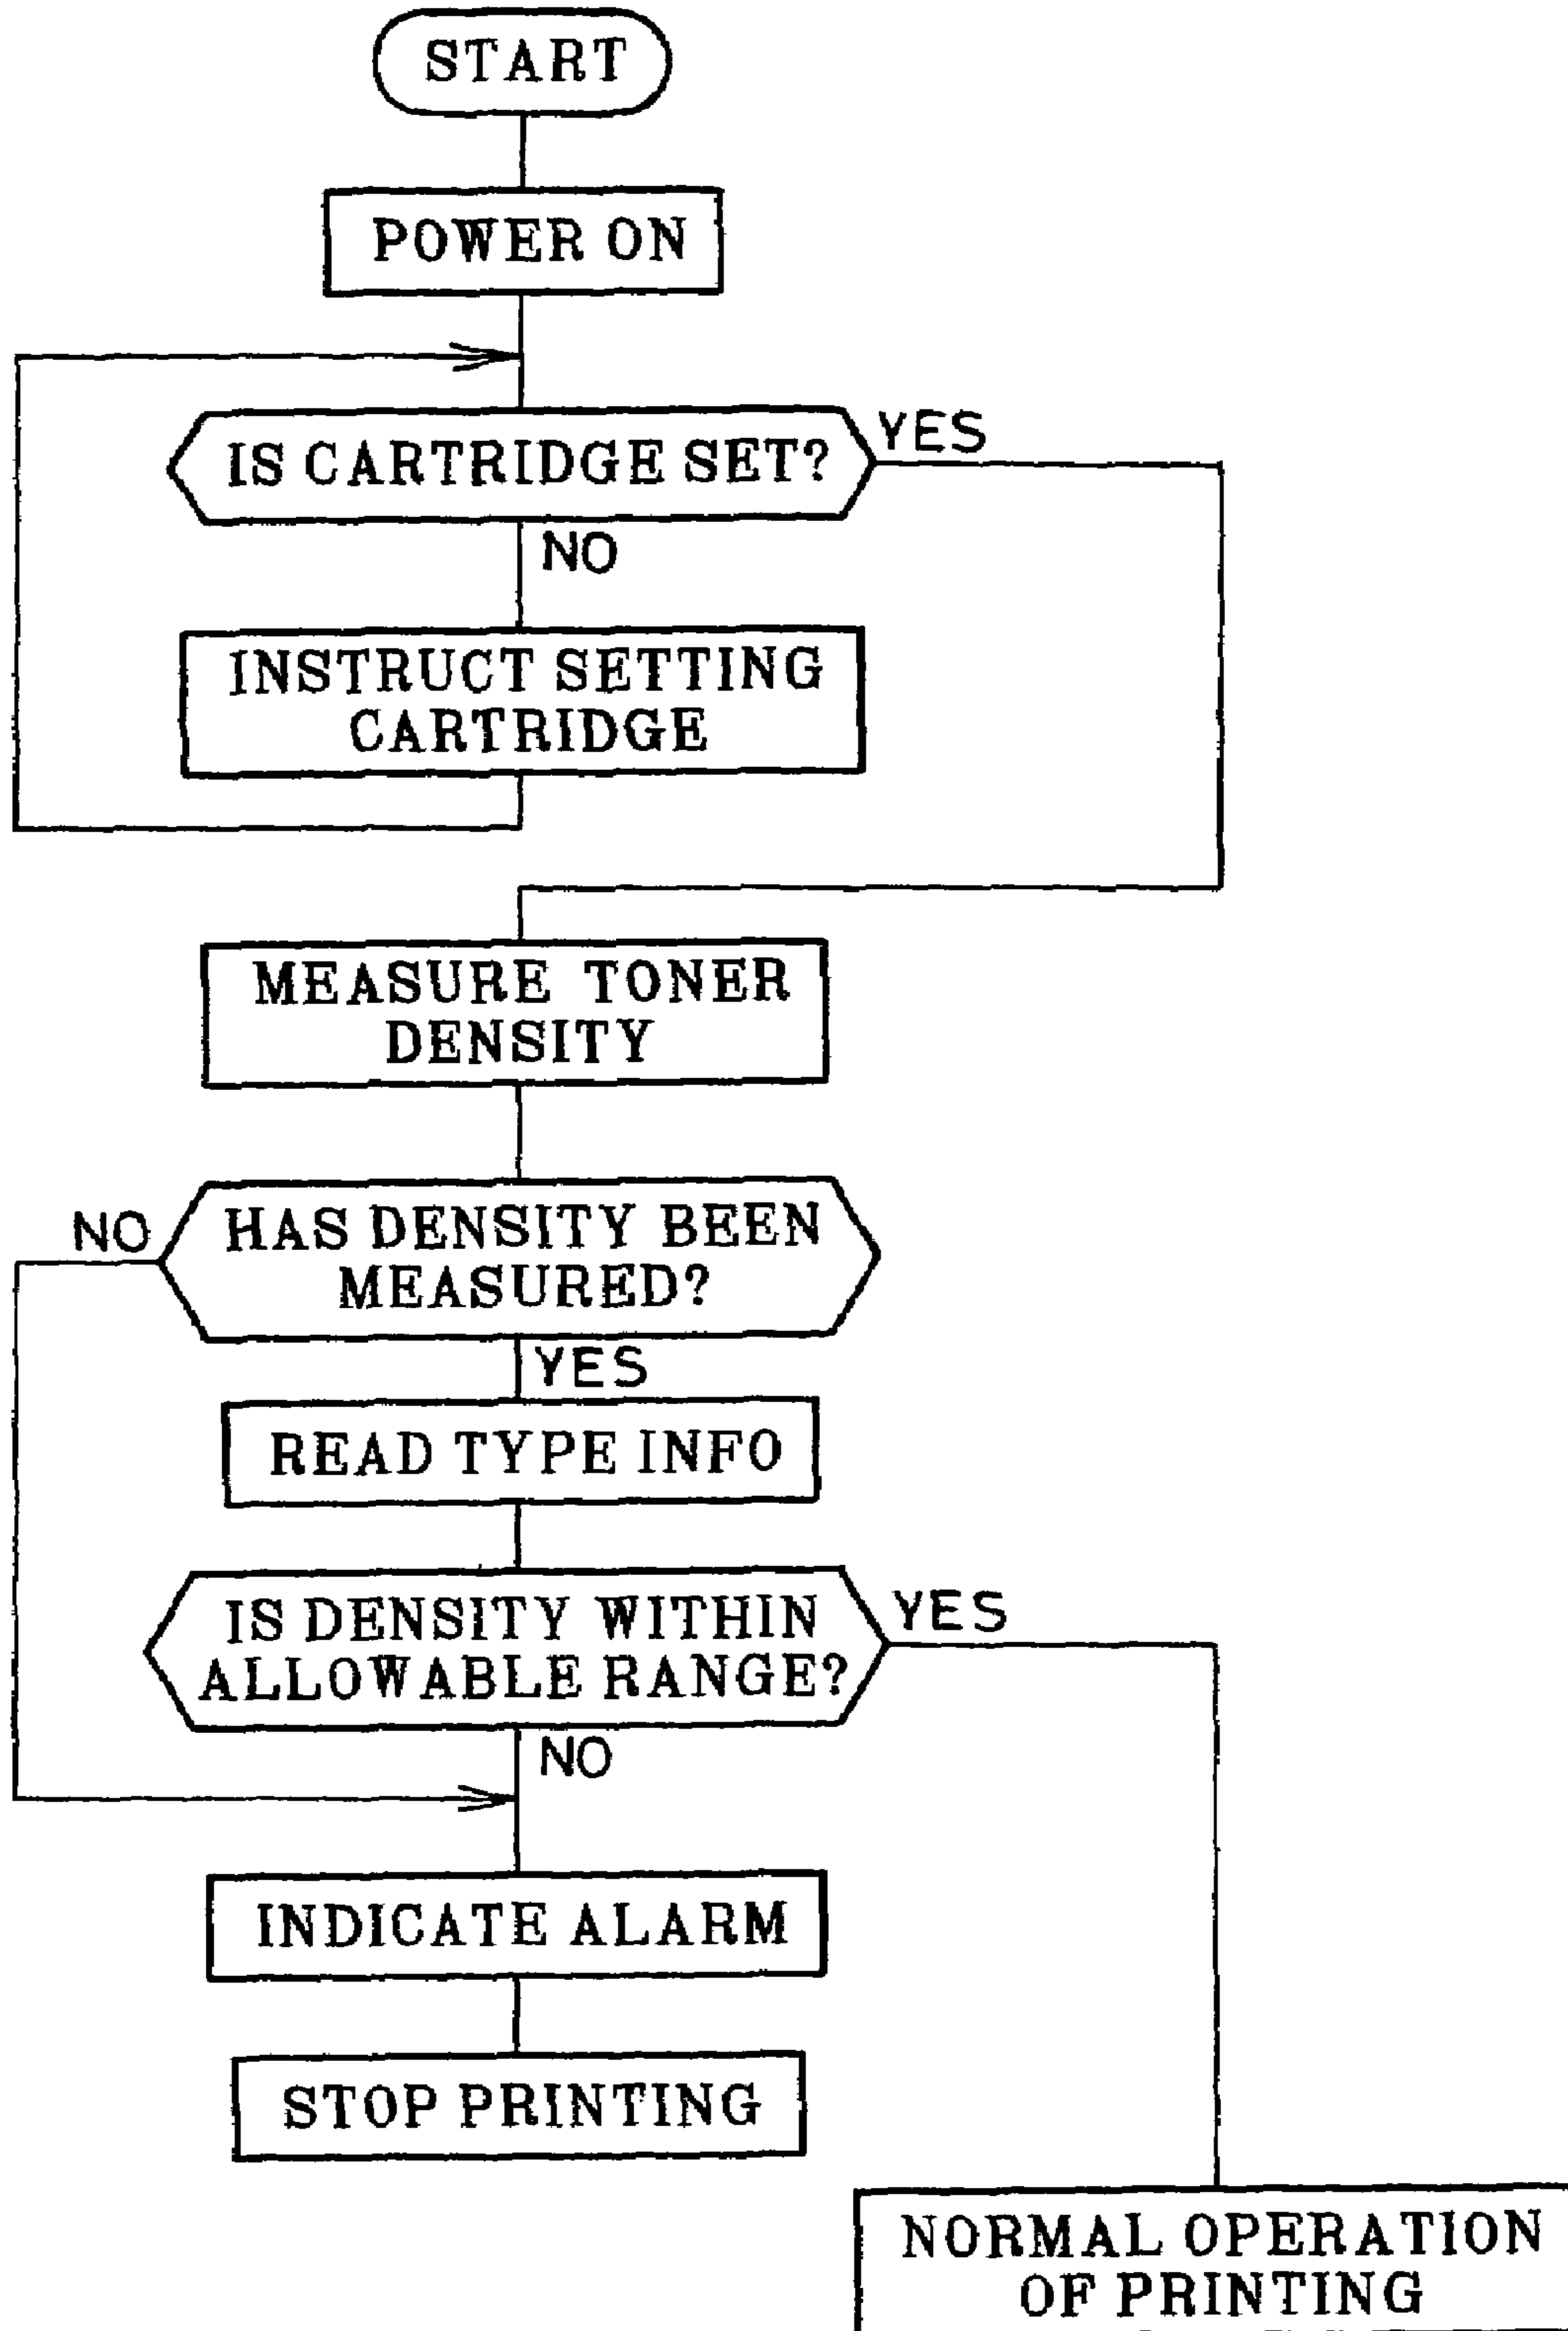 START
POWER ON
IS CARTRIDGE SET?
YES
NO
INSTRUCT SETTING
CARTRIDGE
MEASURE TONER
DENSITY
NO
HAS DENSITY BEEN
MEASURED?
YES
READ TYPE INFO
IS DENSITY WITHIN
ALLOWABLE RANGE?
YES
NO
INDICATE ALARM
STOP PRINTING
NORMAL OPERATION
OF PRINTING